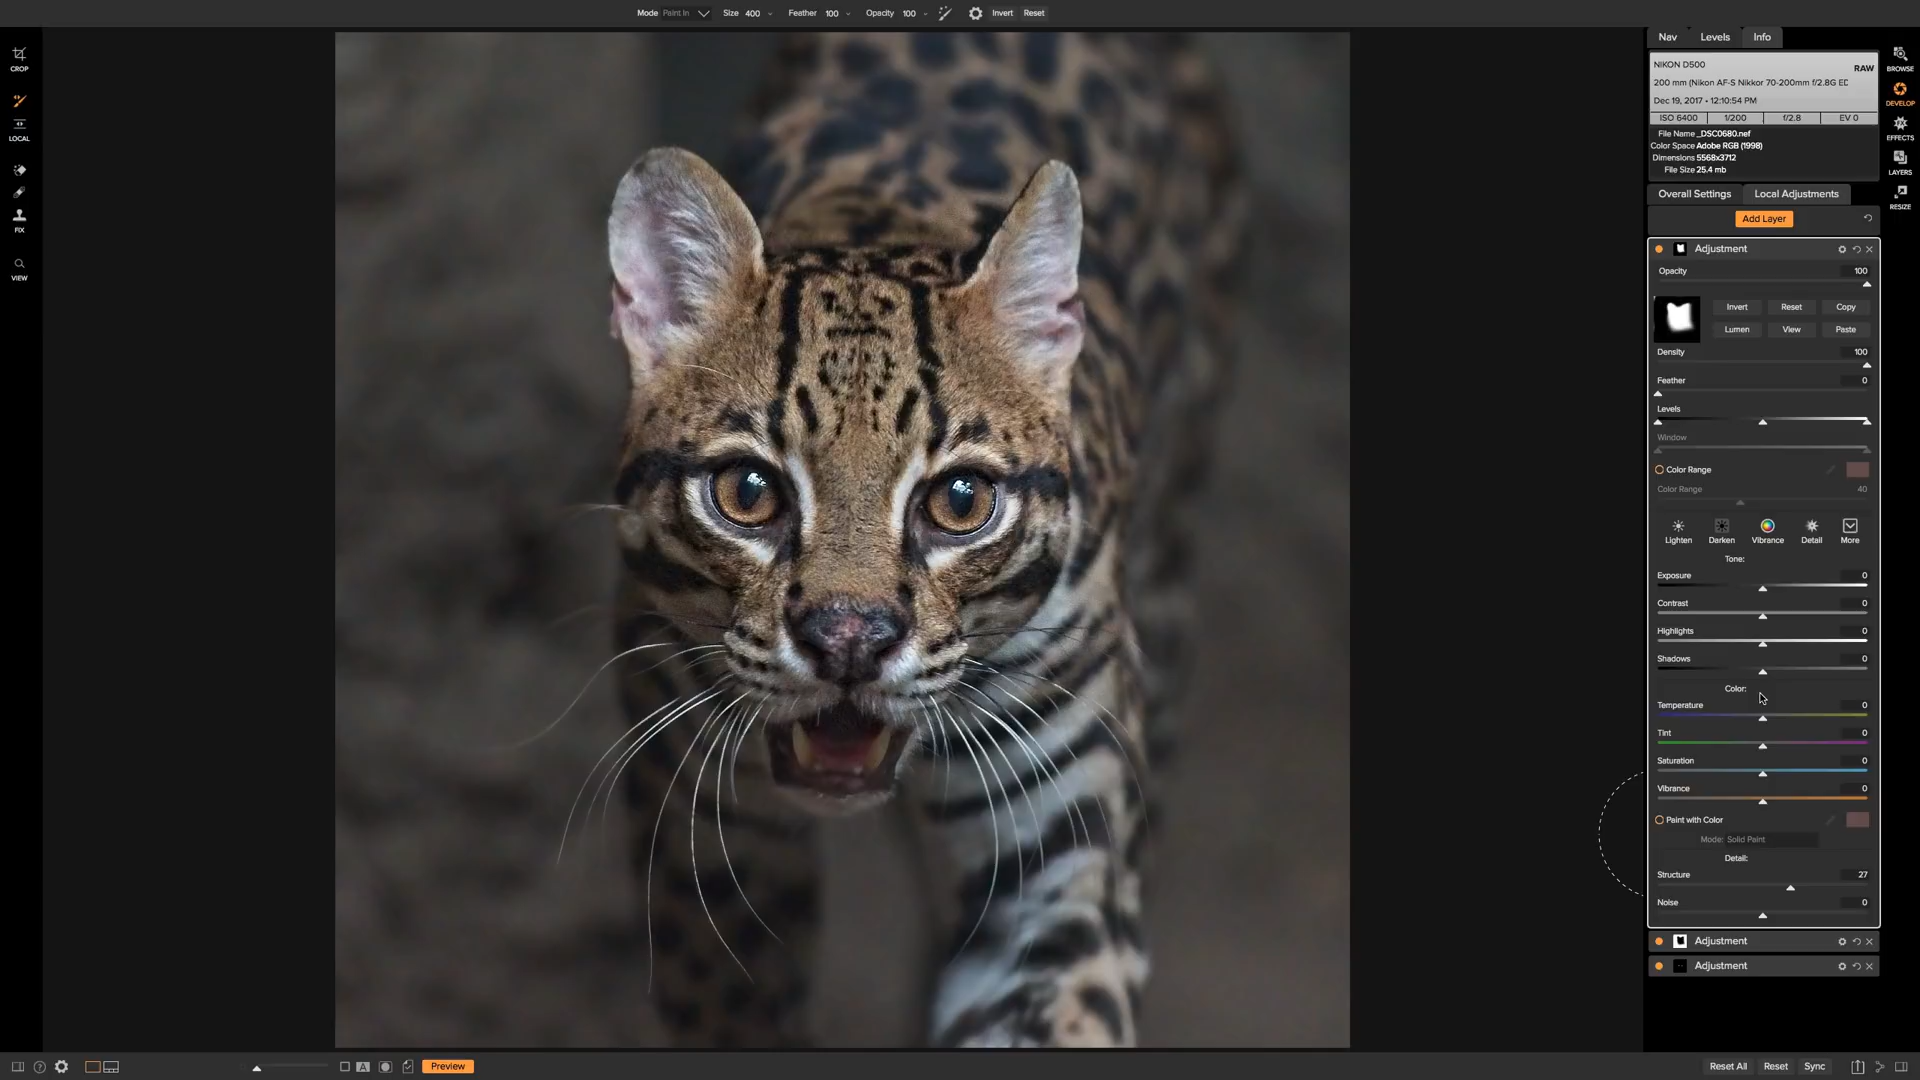 Mode Paint In Size 400 Feather 100 Opacity 100 Invert Reset
CROP
LOCAL
FIX
VIEW
Nav Levels Info
NIKON D500 RAW
200 mm (Nikon AF-S Nikkor 70-200mm f/2.8G EC
Dec 19, 2017 • 12:10:54 PM
ISO 6400 1/200 f/2.8 EV 0
File Name _DSC0680.nef
Color Space Adobe RGB (1998)
Dimensions 5568x3712
File Size 25.4 mb
BROWSE
DEVELOP
EFFECTS
LAYERS
RESIZE
Overall Settings Local Adjustments
Add Layer
Adjustment
Opacity 100
Invert Reset Copy
Lumen View Paste
Density 100
Feather 0
Levels
Window
Color Range
Color Range 40
Lighten Darken Vibrance Detail More
Tone:
Exposure 0
Contrast 0
Highlights 0
Shadows 0
Color:
Temperature 0
Tint 0
Saturation 0
Vibrance 0
Paint with Color
Mode: Solid Paint
Detail:
Structure 27
Noise 0
Adjustment
Adjustment
A Preview
Reset All Reset Sync